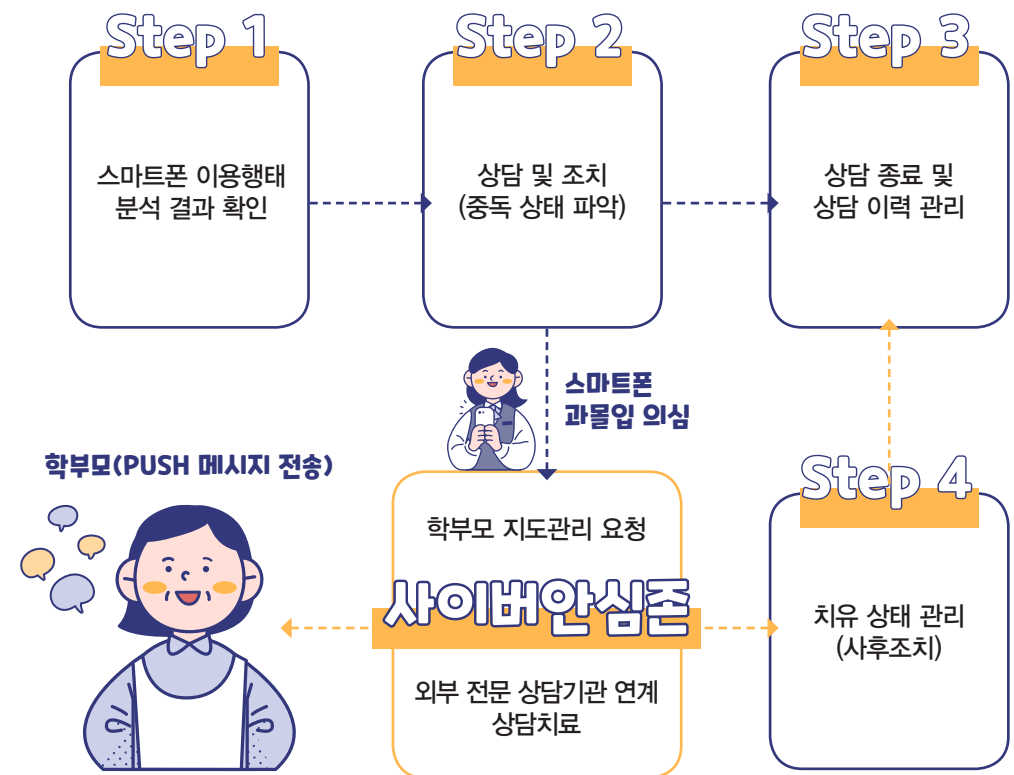 Step 1
스마트폰 이용행태
분석 결과 확인
Step 2
상담 및 조치
(중독 상태 파악)
Step 3
상담 종료 및
상담 이력 관리
스마트폰
과몰입 의심
학부모(PUSH 메시지 전송)
학부모 지도관리 요청
사이버안심존
외부 전문 상담기관 연계
상담치료
Step 4
치유 상태 관리
(사후조치)